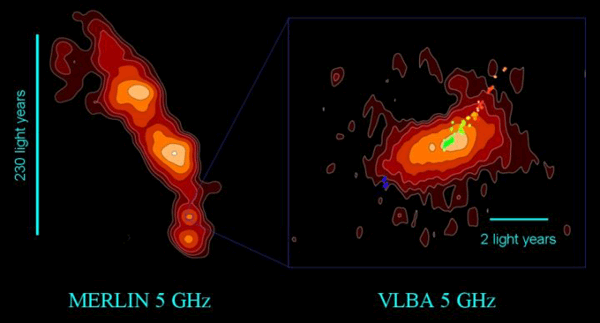 230 light years
2 light years
MERLIN 5 GHz
VLBA 5 GHz